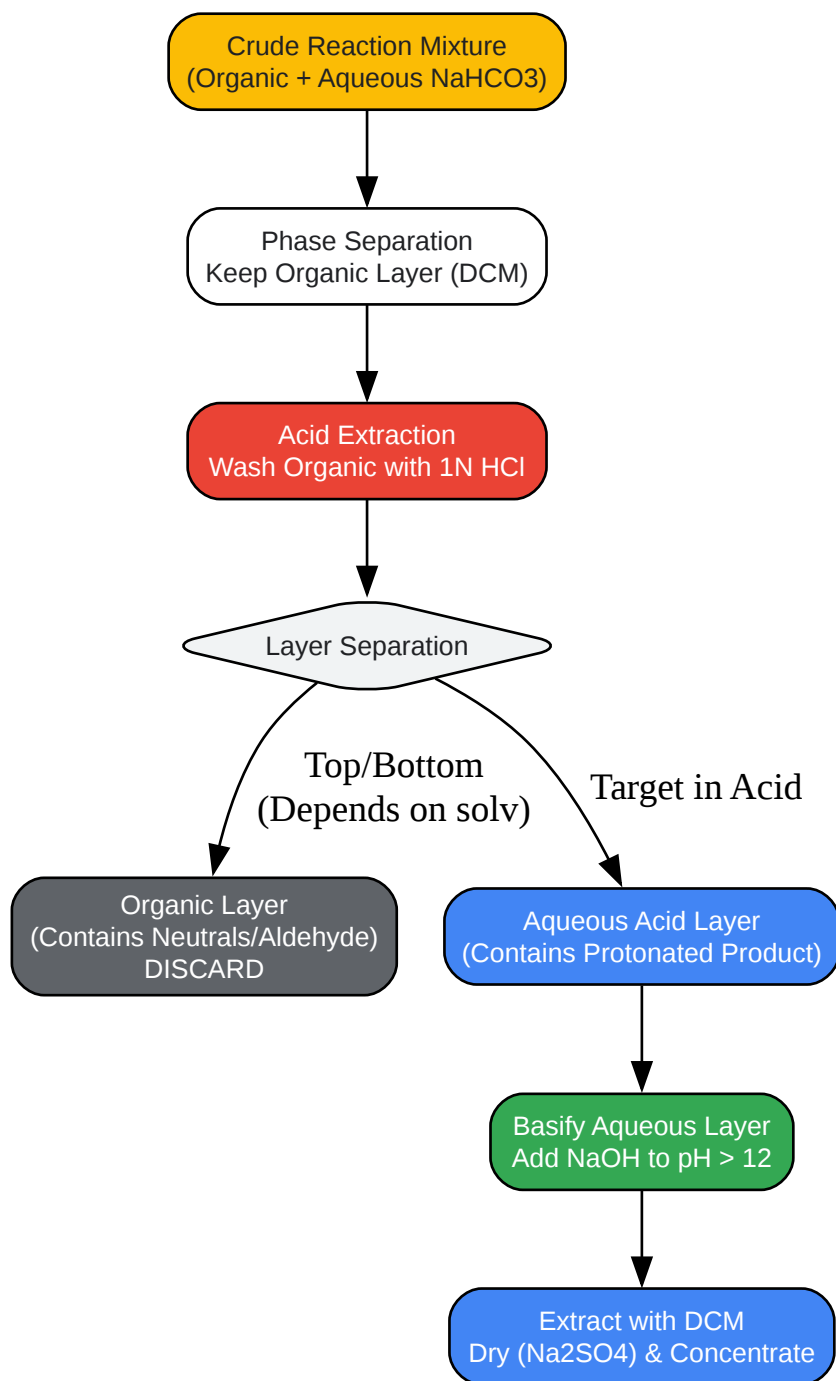 Crude Reaction Mixture
(Organic + Aqueous NaHCO3)
Phase Separation
Keep Organic Layer (DCM)
Acid Extraction
Wash Organic with 1N HCl
Layer Separation
Top/Bottom
(Depends on solv)
Target in Acid
Organic Layer
(Contains Neutrals/Aldehyde)
DISCARD
Aqueous Acid Layer
(Contains Protonated Product)
Basify Aqueous Layer
Add NaOH to pH > 12
Extract with DCM
Dry (Na2SO4) & Concentrate